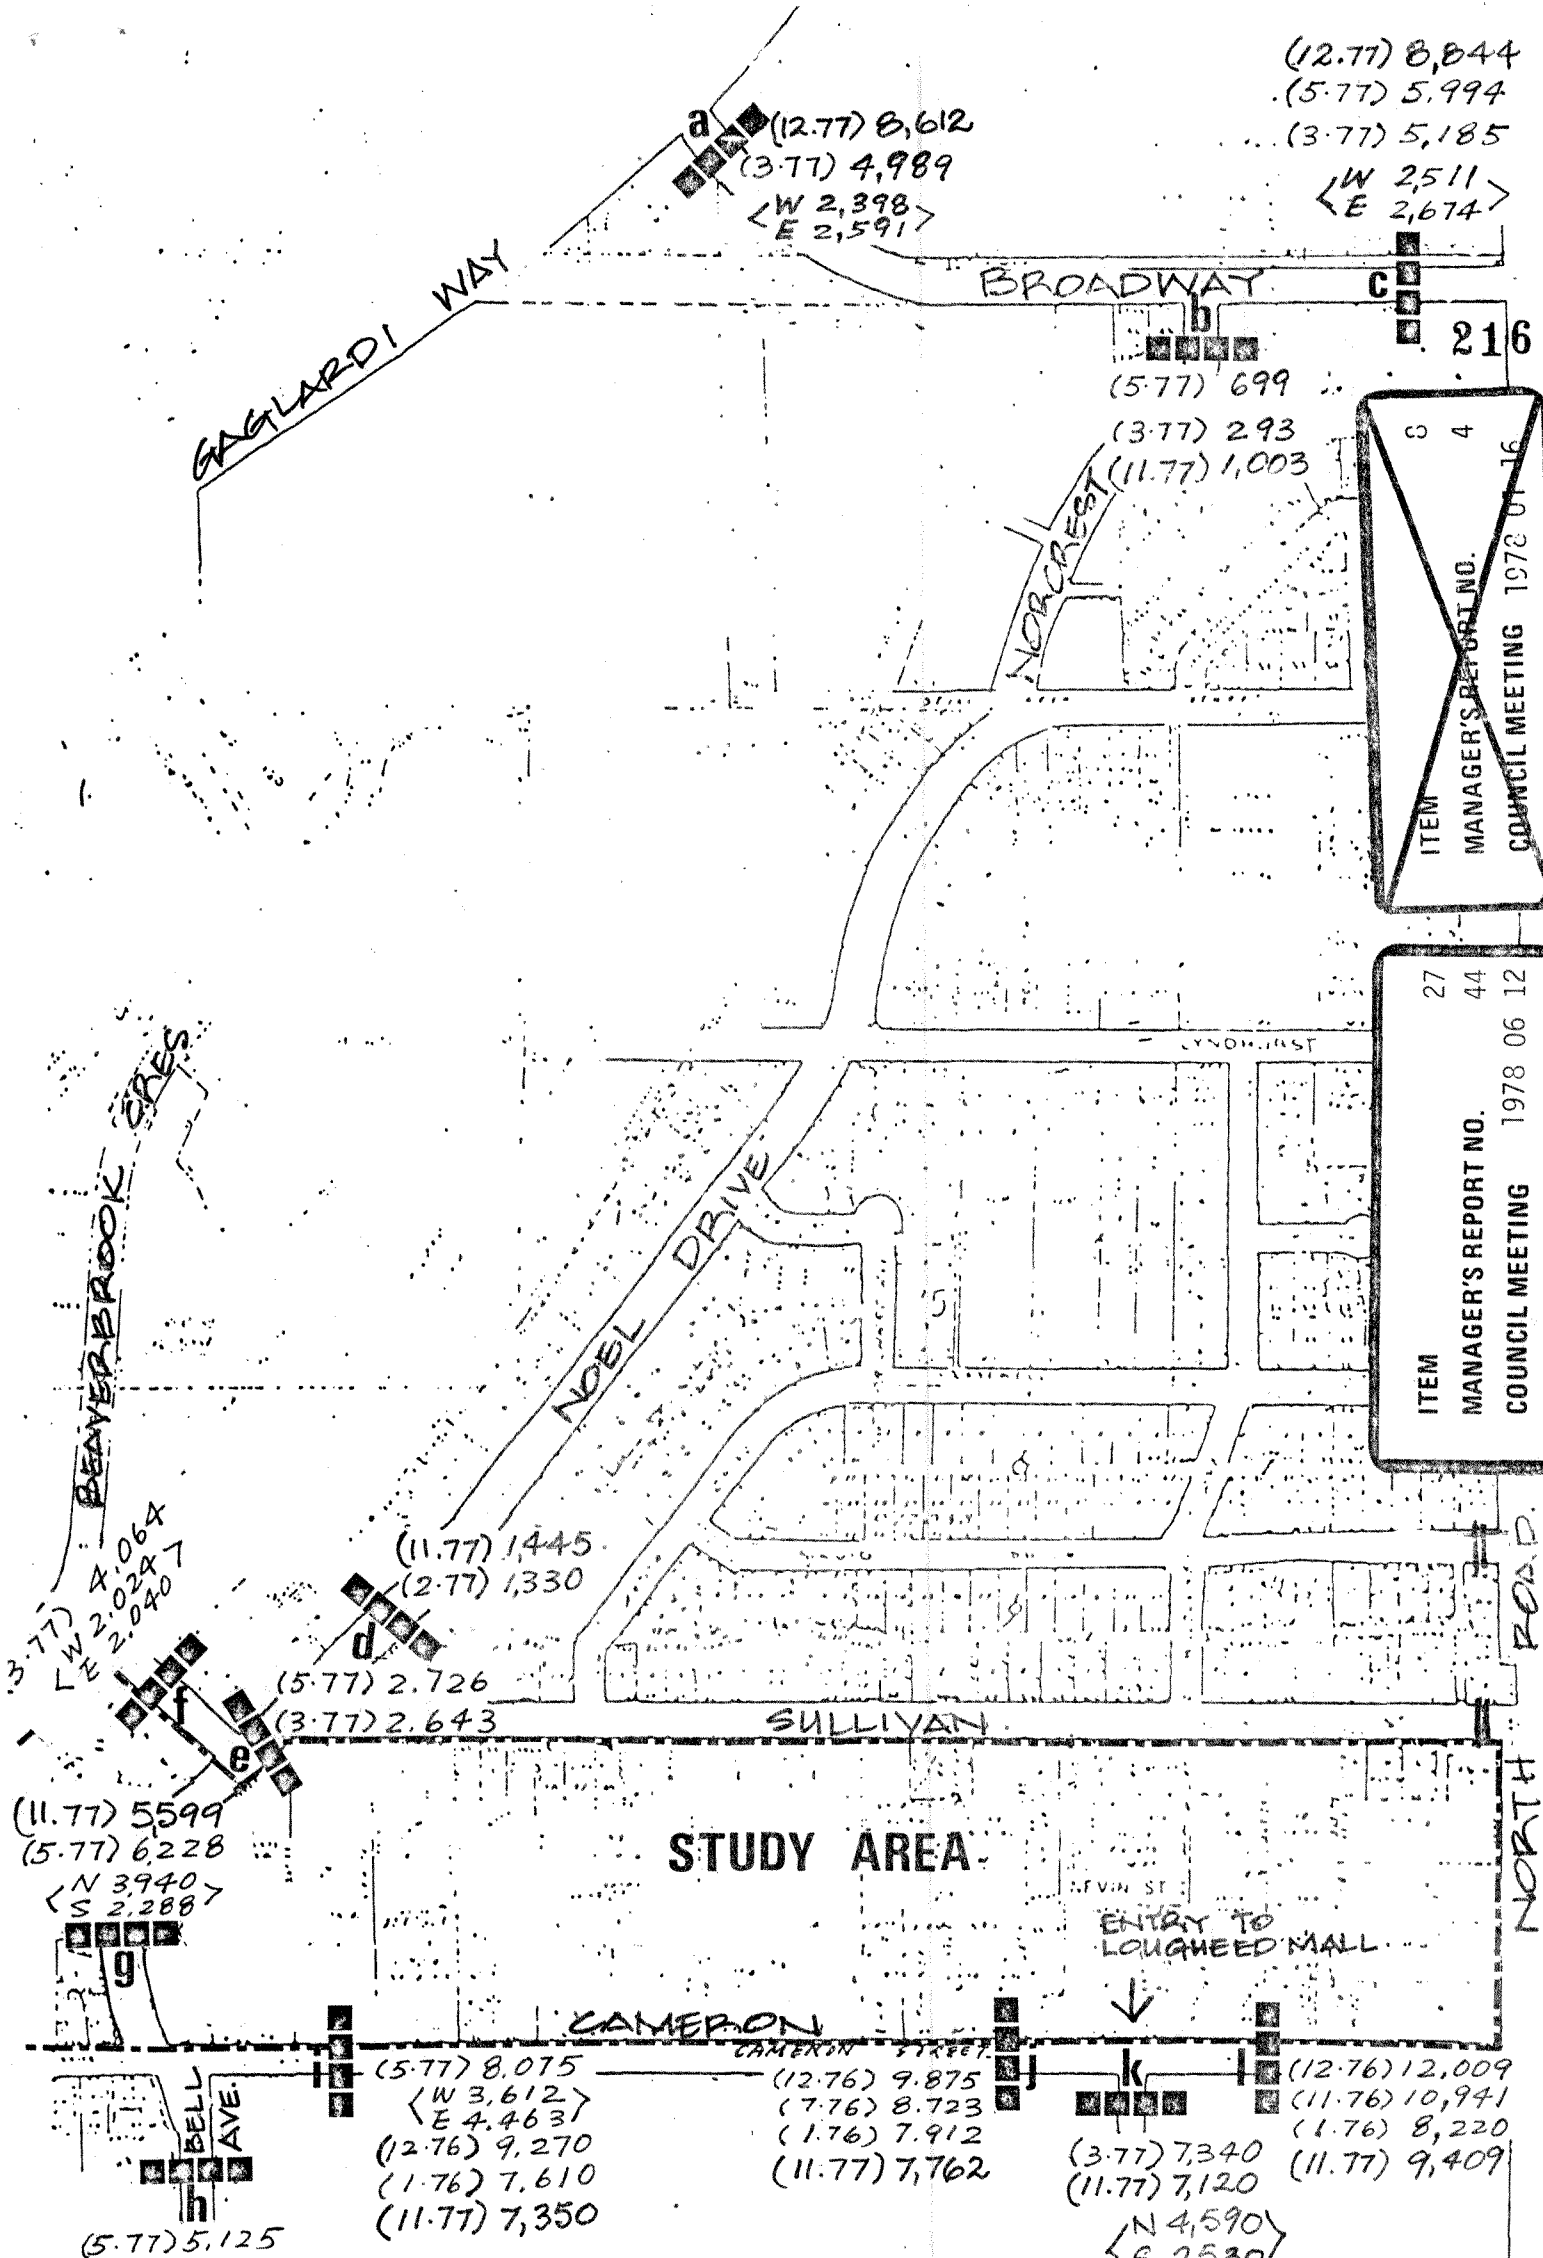 (12.77) 8,844
(5.77) 5,994
(3.77) 5,185
<W 2,511>
<E 2,674>
a
(12.77) 8,612
(3.77) 4,989
<W 2,398>
<E 2,591>
GAGLARDI WAY
BROADWAY
c
b
216
(5.77) 699
(3.77) 293
(11.77) 1,003
NORCREST
ITEM 8
MANAGER'S REPORT NO. 4
COUNCIL MEETING 1978 01 16
ITEM 27
MANAGER'S REPORT NO. 44
COUNCIL MEETING 1978 06 12
BEAVERBROOK CRES
NOEL DRIVE
(11.77) 1,445
(2.77) 1,330
d
3.77) 4,064
<W 2,024>
E 2,040
f
(5.77) 2,726
(3.77) 2,643
e
SULLIVAN
NORTH ROAD
(11.77) 5599
(5.77) 6,228
<N 3940>
<S 2,288>
g
STUDY AREA
ENTRY TO
LOUGHEED MALL
CAMERON
CAMERON STREET
BELL AVE.
h
(5.77) 5,125
i
(5.77) 8,075
<W 3,612>
<E 4,463>
(12.76) 9,270
(1.76) 7,610
(11.77) 7,350
j
(12.76) 9,875
(7.76) 8,723
(1.76) 7,912
(11.77) 7,762
k
(3.77) 7,340
(11.77) 7,120
<N 4,590>
S 2530
l
(12.76) 12,009
(11.76) 10,941
(1.76) 8,220
(11.77) 9,409